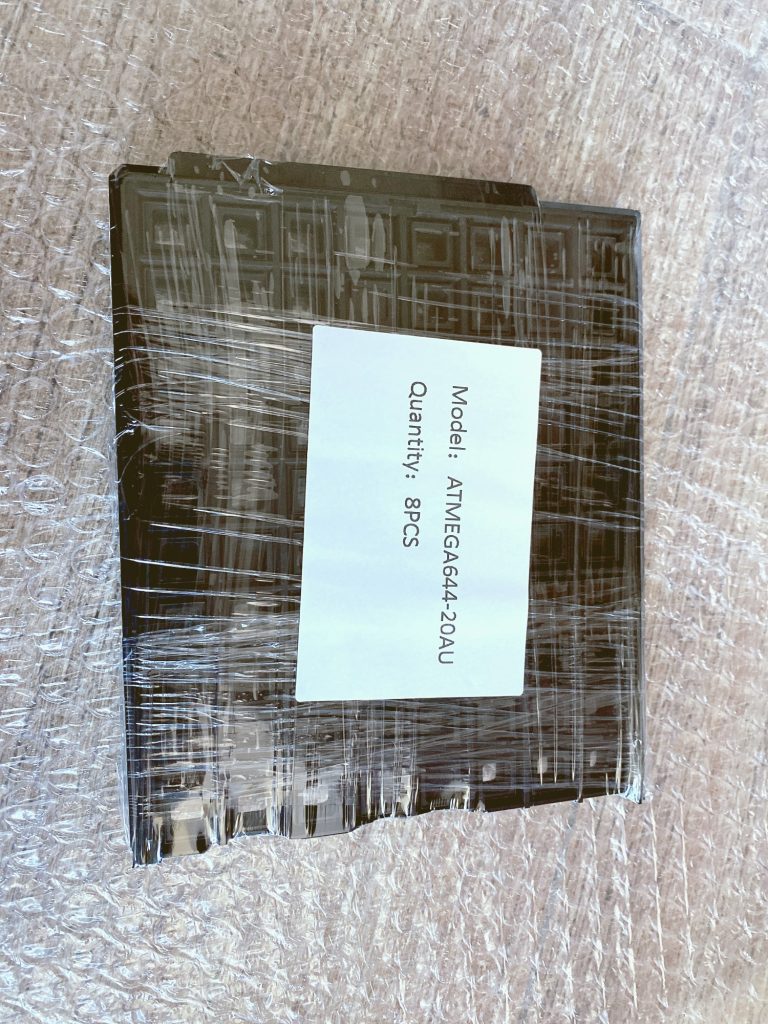 Model: ATMEGA644-20AU
Quantity: 8PCS